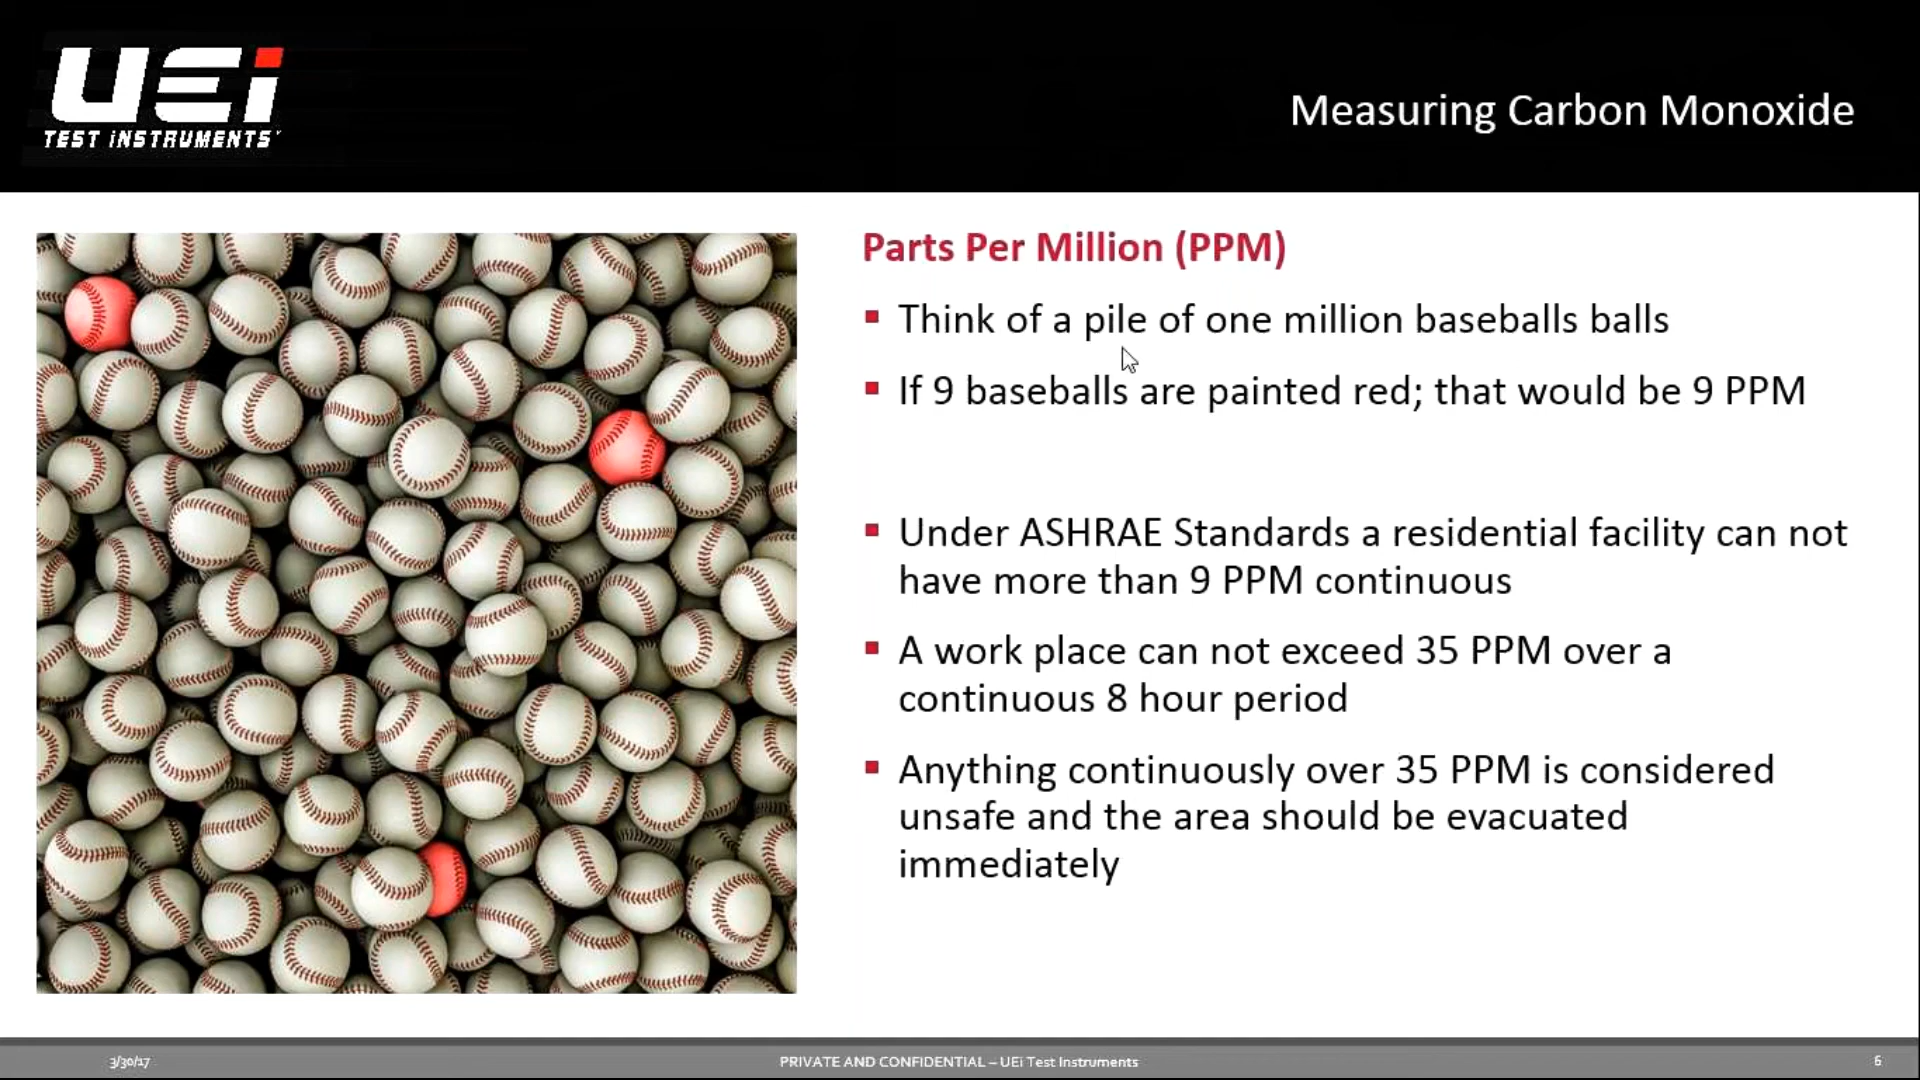 UEi
TEST iNSTRUMENTS
Measuring Carbon Monoxide
Parts Per Million (PPM)
Think of a pile of one million baseballs balls
If 9 baseballs are painted red; that would be 9 PPM
Under ASHRAE Standards a residential facility can not
have more than 9 PPM continuous
A work place can not exceed 35 PPM over a
continuous 8 hour period
Anything continuously over 35 PPM is considered
unsafe and the area should be evacuated
immediately
3/30/17
PRIVATE AND CONFIDENTIAL – UEi Test Instruments
6